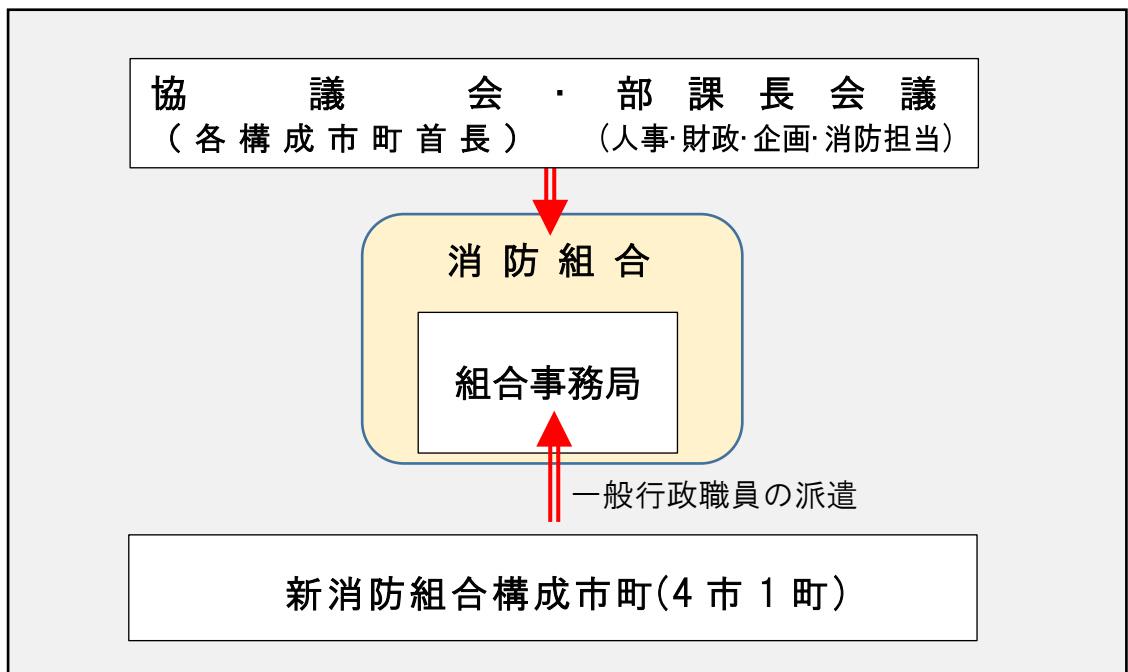 協議会・部課長会議
(各構成市町首長) (人事・財政・企画・消防担当)
消防組合
組合事務局
一般行政職員の派遣
新消防組合構成市町(4市1町)